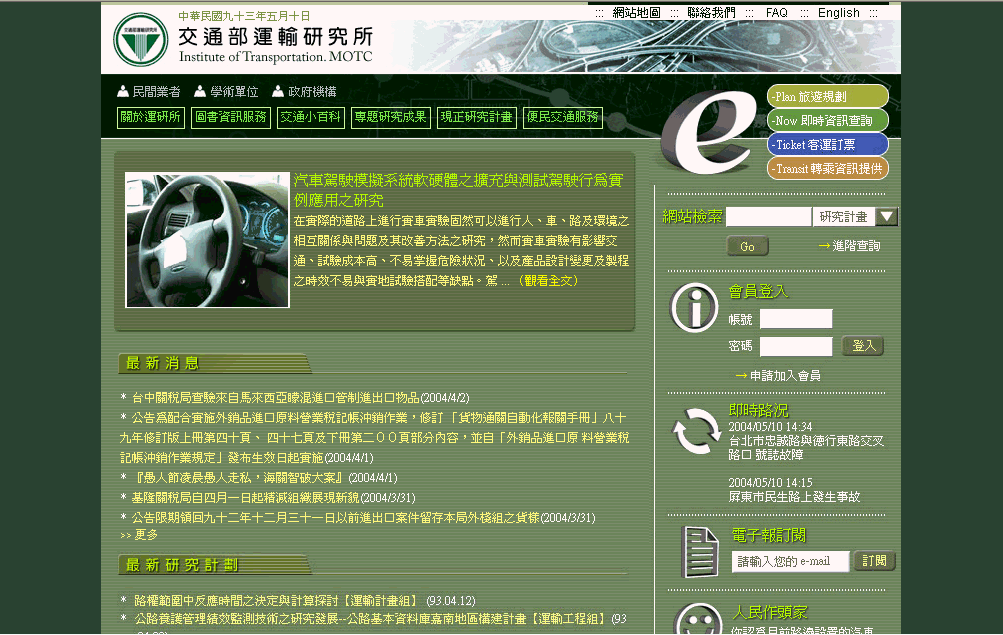 中華民國九十三年五月十日
交通部運輸研究所
Institute of Transportation. MOTC
::: 網站地圖 ::: 聯絡我們 ::: FAQ ::: English :::
民間業者 學術單位 政府機構
關於運研所 圖書資訊服務 交通小百科 專題研究成果 現正研究計畫 便民交通服務
e
-Plan 旅遊規劃
-Now 即時資訊查詢
-Ticket 客運訂票
-Transit 轉乘資訊提供
汽車駕駛模擬系統軟硬體之擴充與測試駕駛行為實
例應用之研究
在實際的道路上進行實車實驗固然可以進行人、車、路及環境之
相互關係與問題及其改善方法之研究，然而實車實驗有影響交
通、試驗成本高、不易掌握危險狀況、以及產品設計變更及製程
之時效不易與實地試驗搭配等缺點。駕 ... （觀看全文）
最新消息
* 台中關稅局查驗來自馬來西亞矇混進口管制進出口物品(2004/4/2)
* 公告為配合實施外銷品進口原料營業稅記帳沖銷作業，修訂「貨物通關自動化報關手冊」八十
九年修訂版上冊第四十頁、 四十七頁及下冊第二ＯＯ頁部分內容，並自「外銷品進口原 料營業稅
記帳沖銷作業規定」發布生效日起實施(2004/4/1)
* 『愚人節凌晨愚人走私，海關智破大案』(2004/4/1)
* 基隆關稅局自四月一日起精減組織展現新貌(2004/3/31)
* 公告限期領回九十二年十二月三十一日以前進出口案件留存本局外棧組之貨樣(2004/3/31)
>> 更多
最新研究計劃
* 路權範圍中反應時間之決定與計算探討【運輸計畫組】 (93.04.12)
* 公路養護管理績效監測技術之研究發展--公路基本資料庫嘉南地區構建計畫【運輸工程組】(93
網站檢索 研究計畫
Go →進階查詢
會員登入
帳號
密碼 登入
→申請加入會員
即時路況
2004/05/10 14:34
台北市忠誠路與德行東路交叉
路口 號誌故障
2004/05/10 14:15
屏東市民生路上發生事故
電子報訂閱
請輸入您的 e-mail 訂閱
人民作頭家